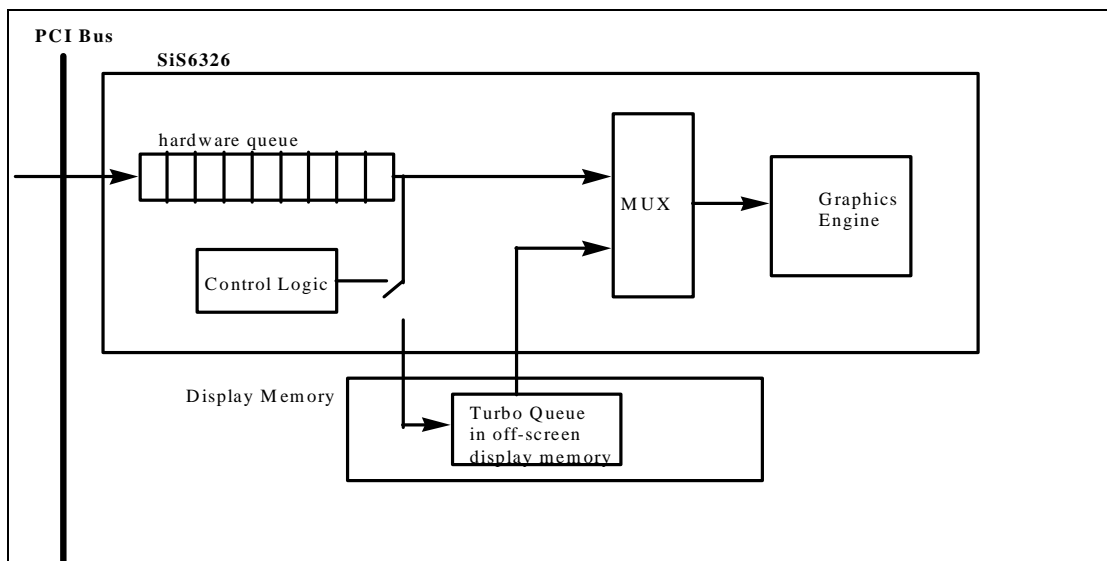 PCI Bus
SiS6326
hardware queue
MUX
Graphics
Engine
Control Logic
Display Memory
Turbo Queue
in off-screen
display memory